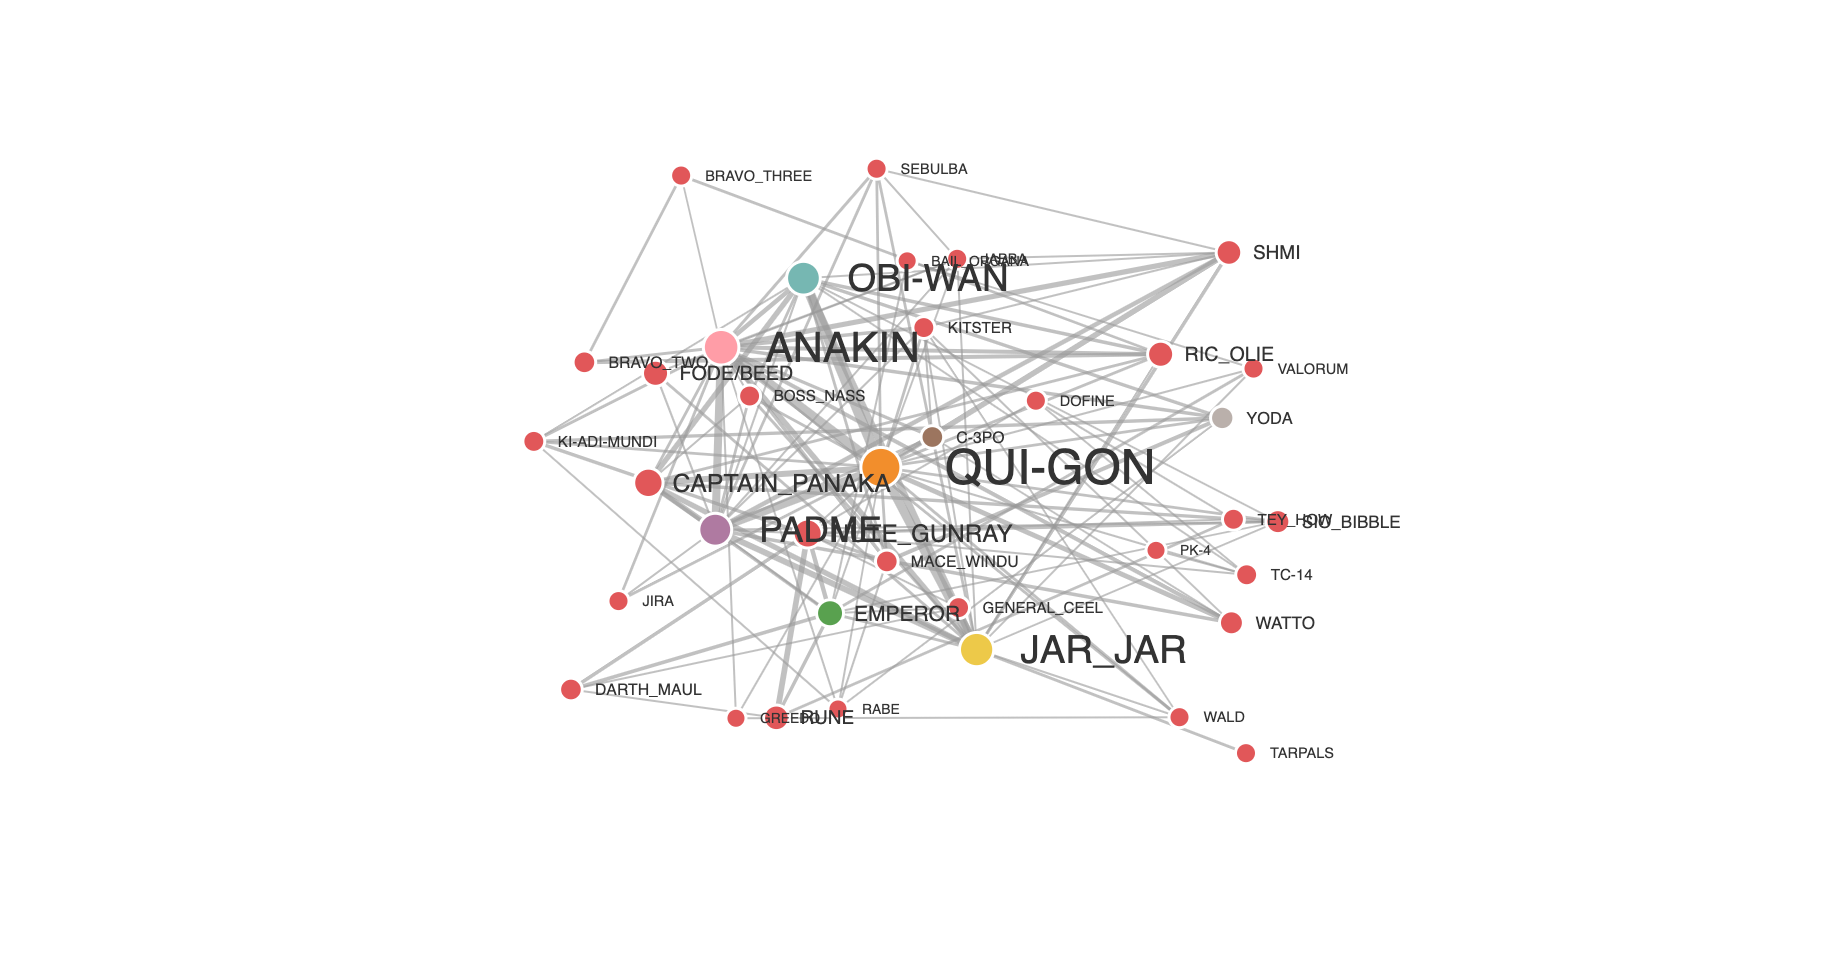 BRAVO_THREE
SEBULBA
SHMI
BAIL_ORGANA
JABBA
OBI-WAN
KITSTER
ANAKIN
RIC_OLIE
BRAVO_TWO
VALORUM
FODE/BEED
BOSS_NASS
DOFINE
YODA
C-3PO
KI-ADI-MUNDI
QUI-GON
CAPTAIN_PANAKA
TEY_HOW
SIO_BIBBLE
PADME
NUTE_GUNRAY
PK-4
MACE_WINDU
TC-14
JIRA
GENERAL_CEEL
EMPEROR
WATTO
JAR_JAR
DARTH_MAUL
RABE
GREEDO
RUNE
WALD
TARPALS